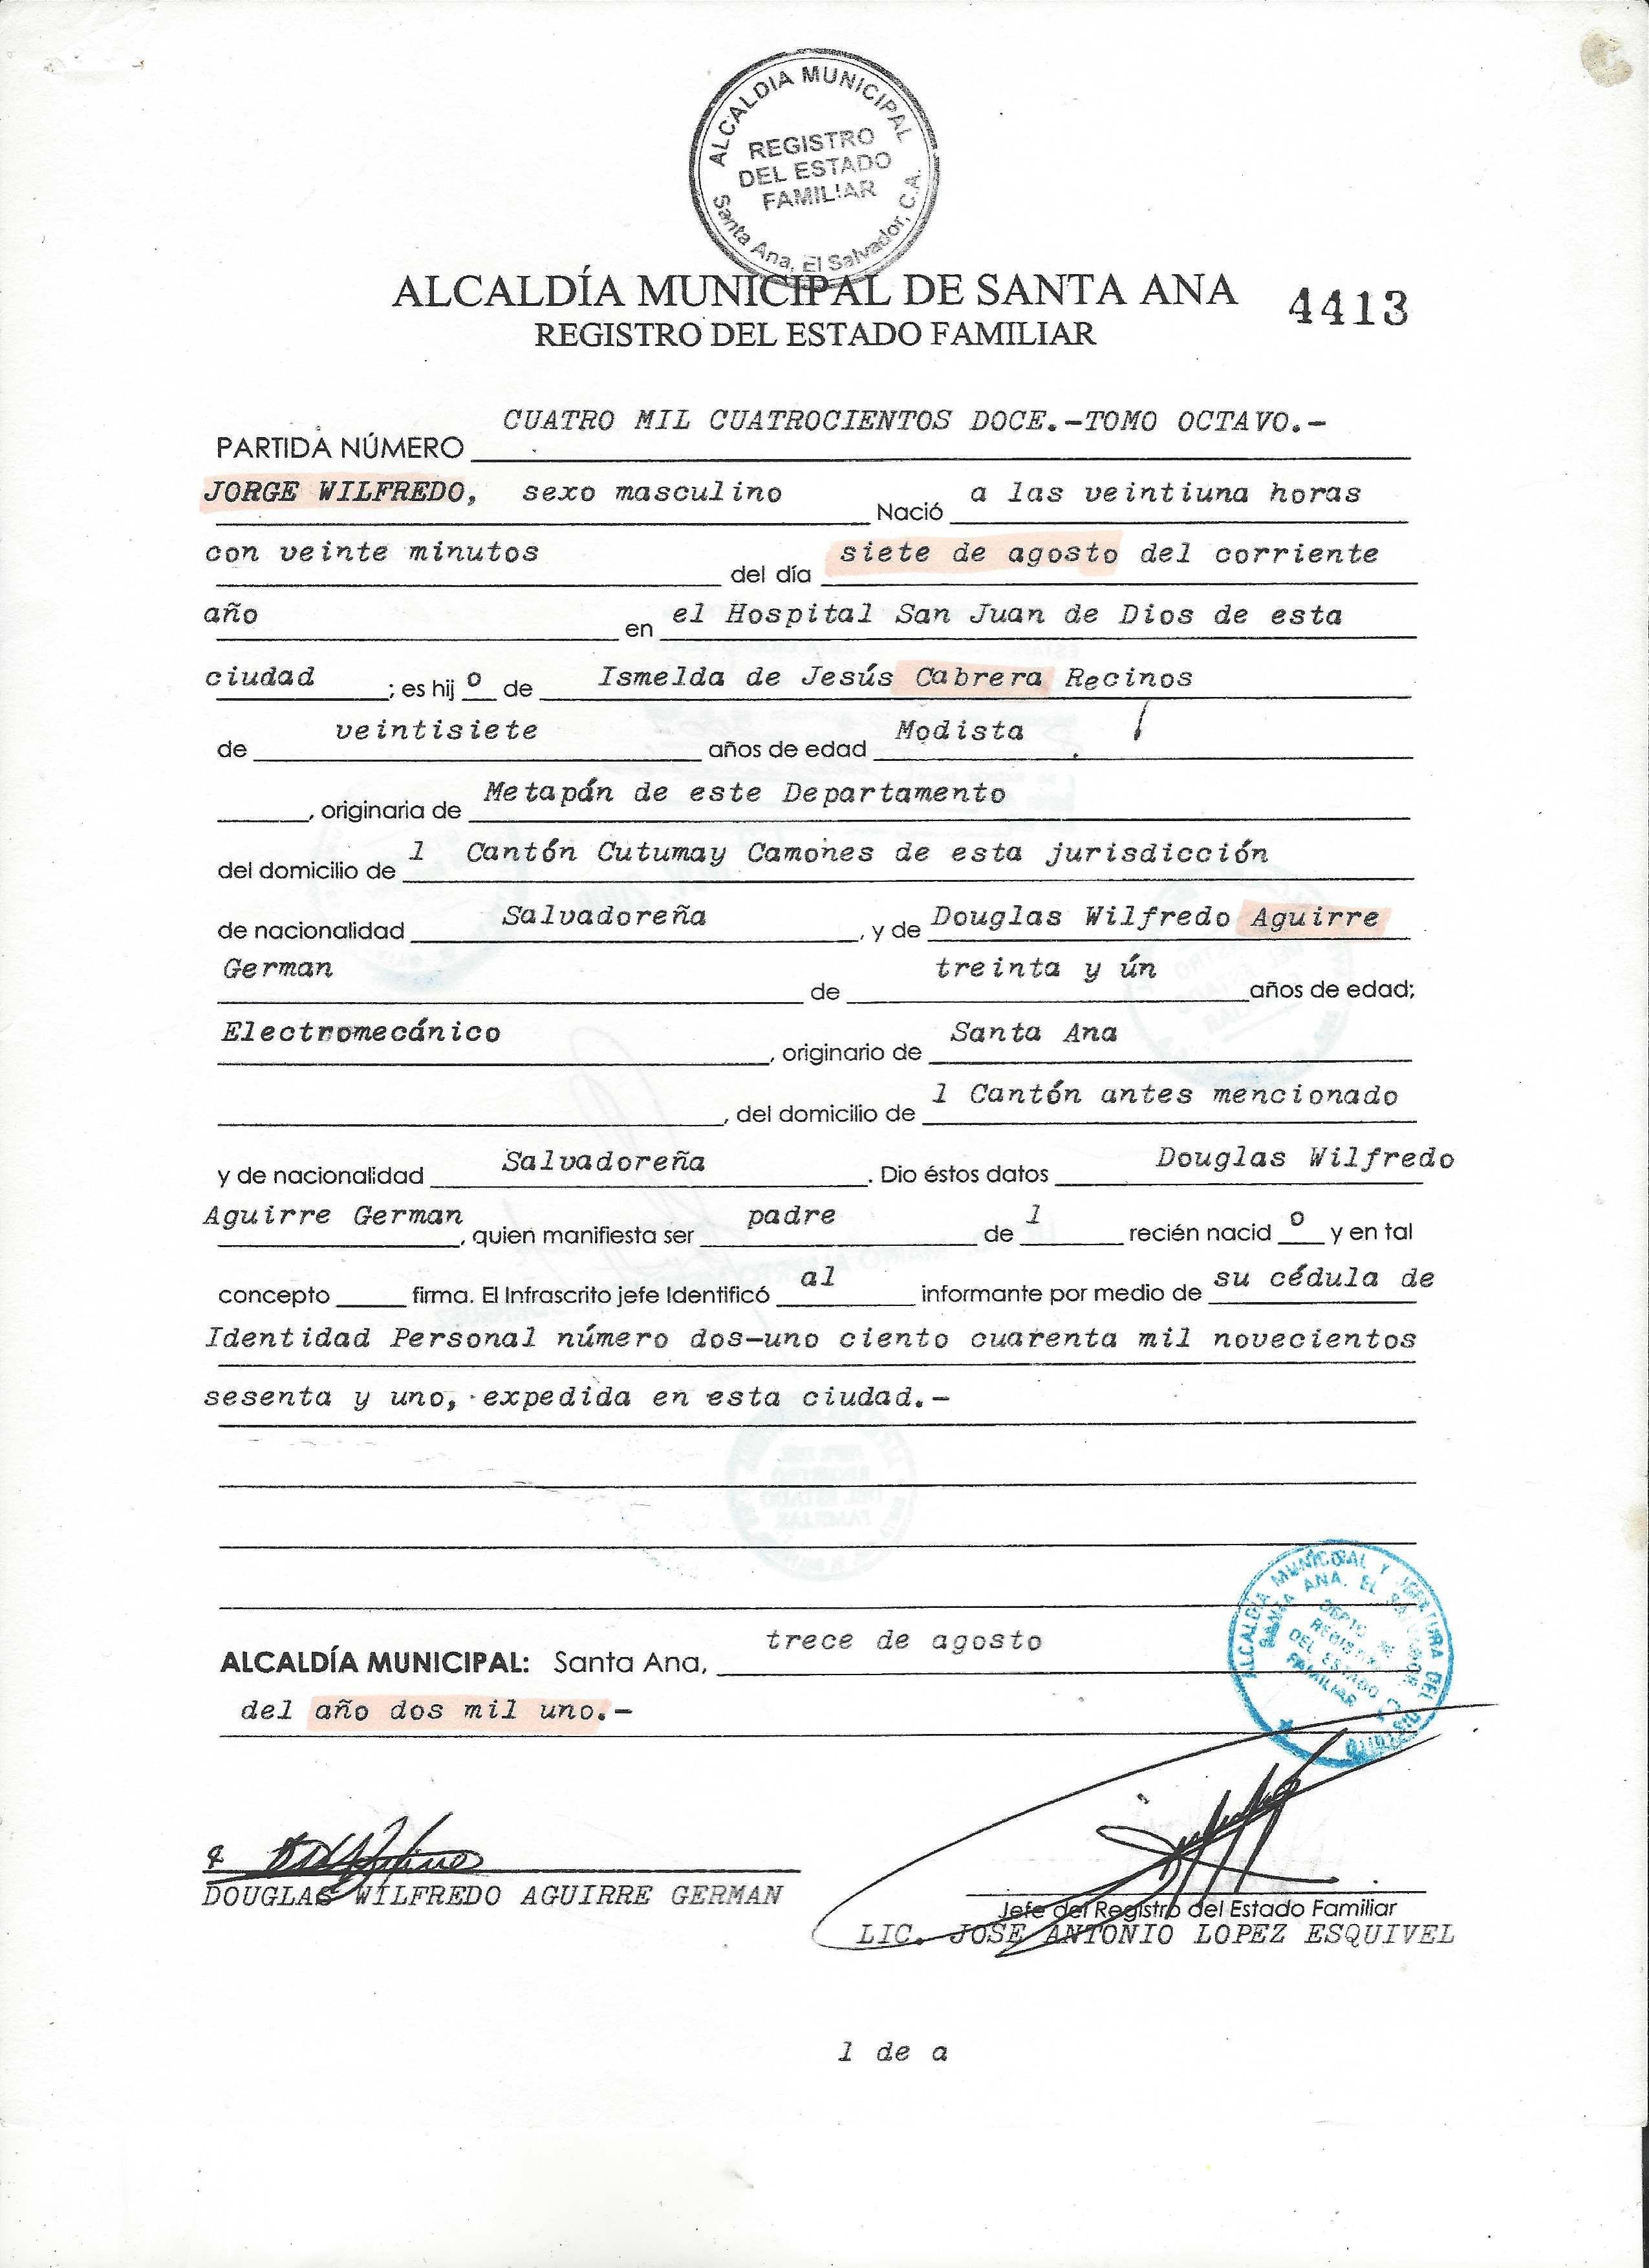 ALCALDIA MUNICIPAL
REGISTRO
DEL ESTADO
FAMILIAR
Santa Ana, El Salvador, C.A.
ALCALDÍA MUNICIPAL DE SANTA ANA 4413
REGISTRO DEL ESTADO FAMILIAR
CUATRO MIL CUATROCIENTOS DOCE.-TOMO OCTAVO.-
PARTIDA NÚMERO
JORGE WILFREDO, sexo masculino Nació a las veintiuna horas
con veinte minutos del día siete de agosto del corriente
año en el Hospital San Juan de Dios de esta
ciudad ; es hij o de Ismelda de Jesús Cabrera Recinos
de veintisiete años de edad Modista
, originaria de Metapán de este Departamento
del domicilio de l Cantón Cutumay Camones de esta jurisdicción
de nacionalidad Salvadoreña , y de Douglas Wilfredo Aguirre
German de treinta y ún años de edad;
Electromecánico , originario de Santa Ana
, del domicilio de l Cantón antes mencionado
y de nacionalidad Salvadoreña . Dio éstos datos Douglas Wilfredo
Aguirre German , quien manifiesta ser padre de l recién nacid o y en tal
concepto firma. El Infrascrito jefe Identificó al informante por medio de su cédula de
Identidad Personal número dos-uno ciento cuarenta mil novecientos
sesenta y uno, expedida en esta ciudad.-
ALCALDÍA MUNICIPAL Y JEFATURA DEL DISTRITO
SANTA ANA, EL SALVADOR
DEPTO DE
REGISTRO
DEL ESTADO
FAMILIAR
ALCALDÍA MUNICIPAL: Santa Ana, trece de agosto
del año dos mil uno.-
DOUGLAS WILFREDO AGUIRRE GERMAN
Jefe del Registro del Estado Familiar
LIC. JOSE ANTONIO LOPEZ ESQUIVEL
l de a